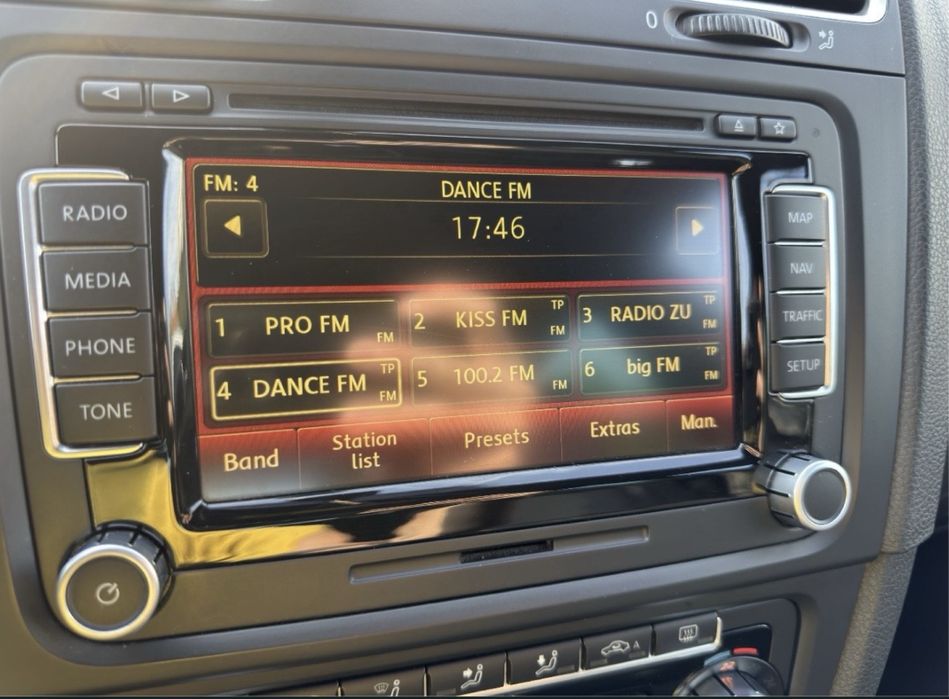 0
FM: 4
DANCE FM
17:46
RADIO
MEDIA
PHONE
TONE
MAP
NAV
TRAFFIC
SETUP
1 PRO FM FM
2 KISS FM TP FM
3 RADIO ZU TP FM
4 DANCE FM TP FM
5 100.2 FM FM
6 big FM TP FM
Band
Station
list
Presets
Extras
Man.
A
22